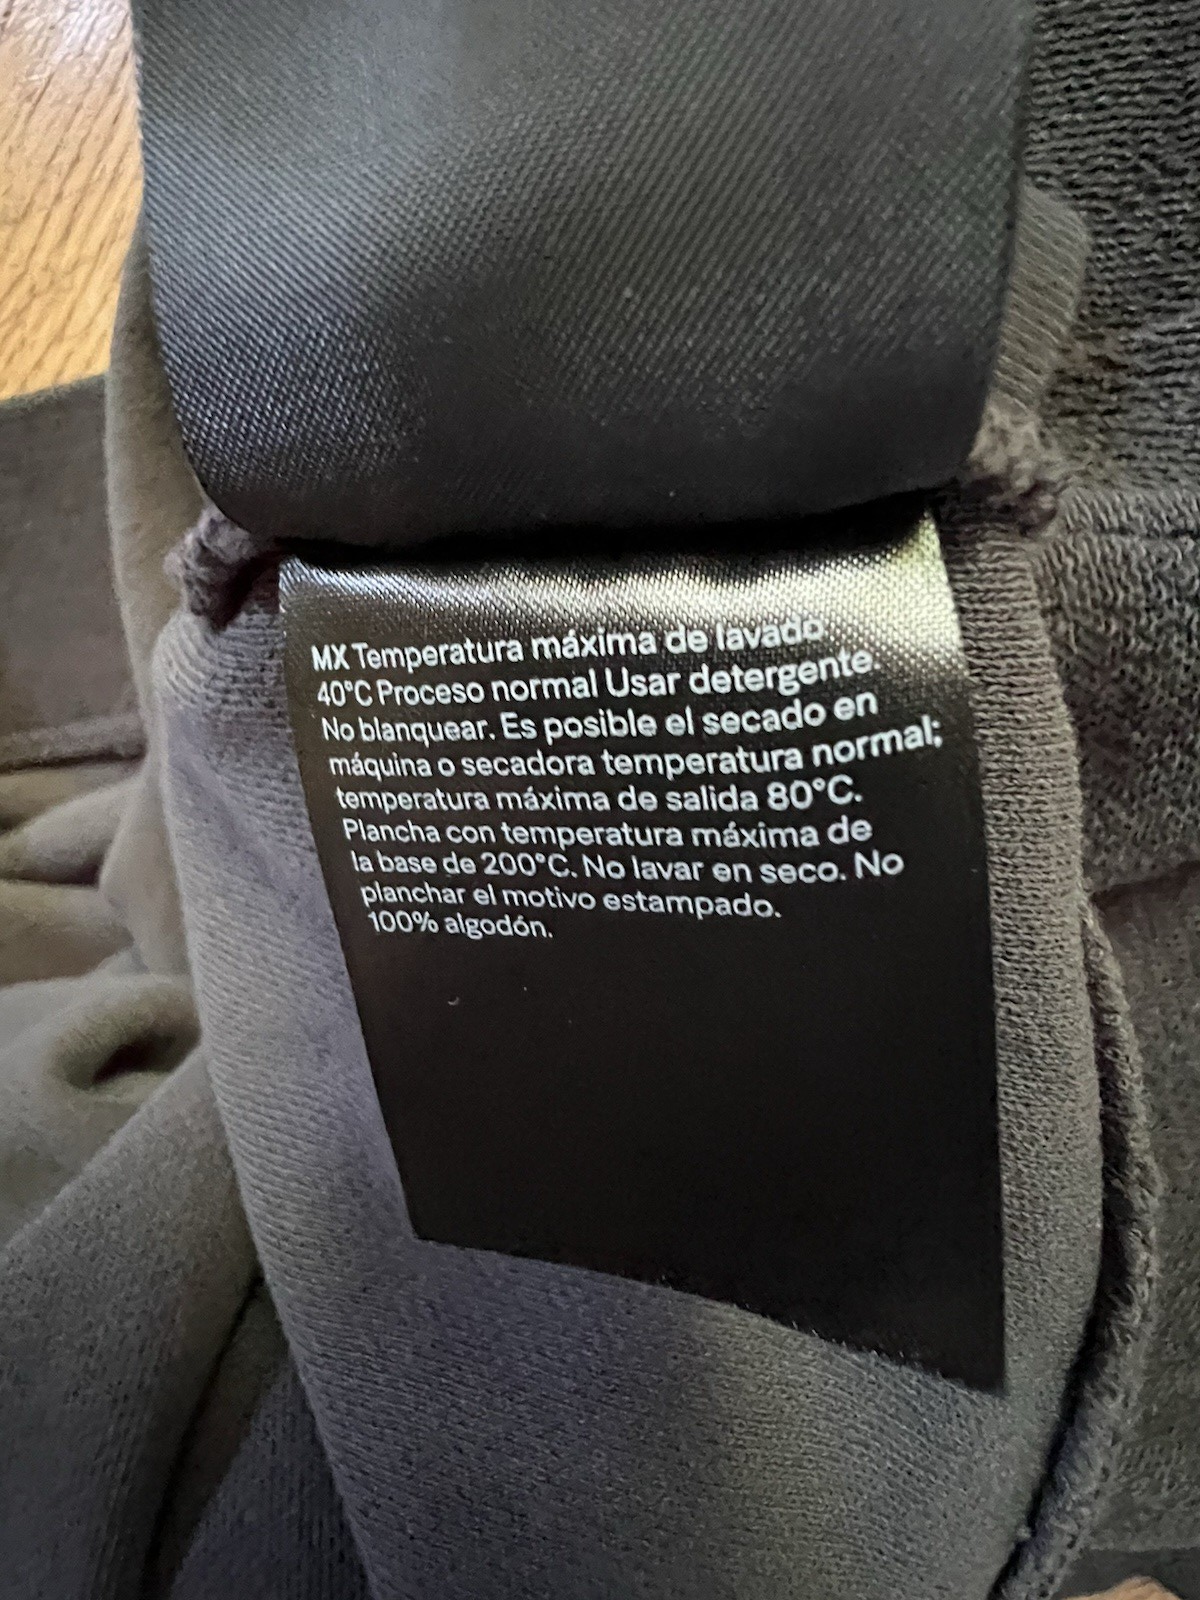 MX Temperatura máxima de lavado
40°C Proceso normal Usar detergente.
No blanquear. Es posible el secado en
máquina o secadora temperatura normal;
temperatura máxima de salida 80°C.
Plancha con temperatura máxima de
la base de 200°C. No lavar en seco. No
planchar el motivo estampado.
100% algodón.